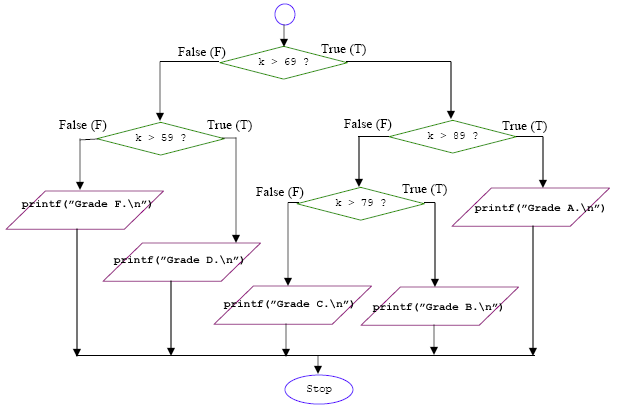 False (F)
True (T)
k > 69 ?
False (F)
True (T)
k > 59 ?
False (F)
True (T)
k > 89 ?
False (F)
True (T)
k > 79 ?
printf(”Grade F.\n”)
printf(”Grade A.\n”)
printf(”Grade D.\n”)
printf(”Grade C.\n”)
printf(”Grade B.\n”)
Stop